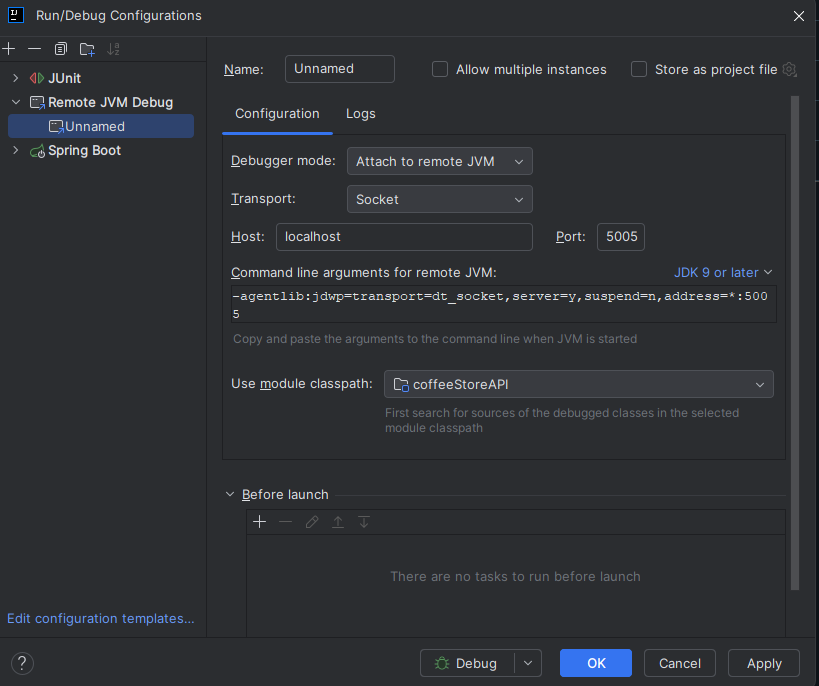 Run/Debug Configurations
JUnit
Remote JVM Debug
Unnamed
Spring Boot
Edit configuration templates...
Name:
Unnamed
Allow multiple instances
Store as project file
Configuration
Logs
Debugger mode:
Attach to remote JVM
Transport:
Socket
Host:
localhost
Port:
5005
Command line arguments for remote JVM:
JDK 9 or later
-agentlib:jdwp=transport=dt_socket,server=y,suspend=n,address=*:500
5
Copy and paste the arguments to the command line when JVM is started
Use module classpath:
coffeeStoreAPI
First search for sources of the debugged classes in the selected
module classpath
Before launch
There are no tasks to run before launch
?
Debug
OK
Cancel
Apply